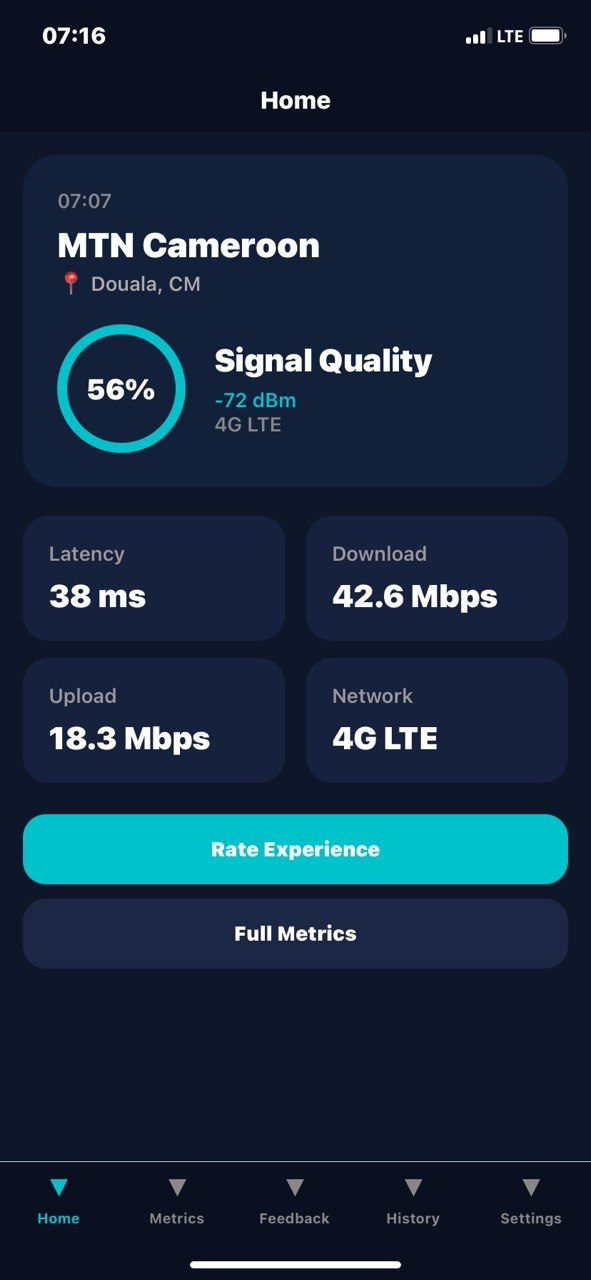 07:16 LTE
Home
07:07
MTN Cameroon
Douala, CM
56%
Signal Quality
-72 dBm
4G LTE
Latency
38 ms
Download
42.6 Mbps
Upload
18.3 Mbps
Network
4G LTE
Rate Experience
Full Metrics
Home Metrics Feedback History Settings